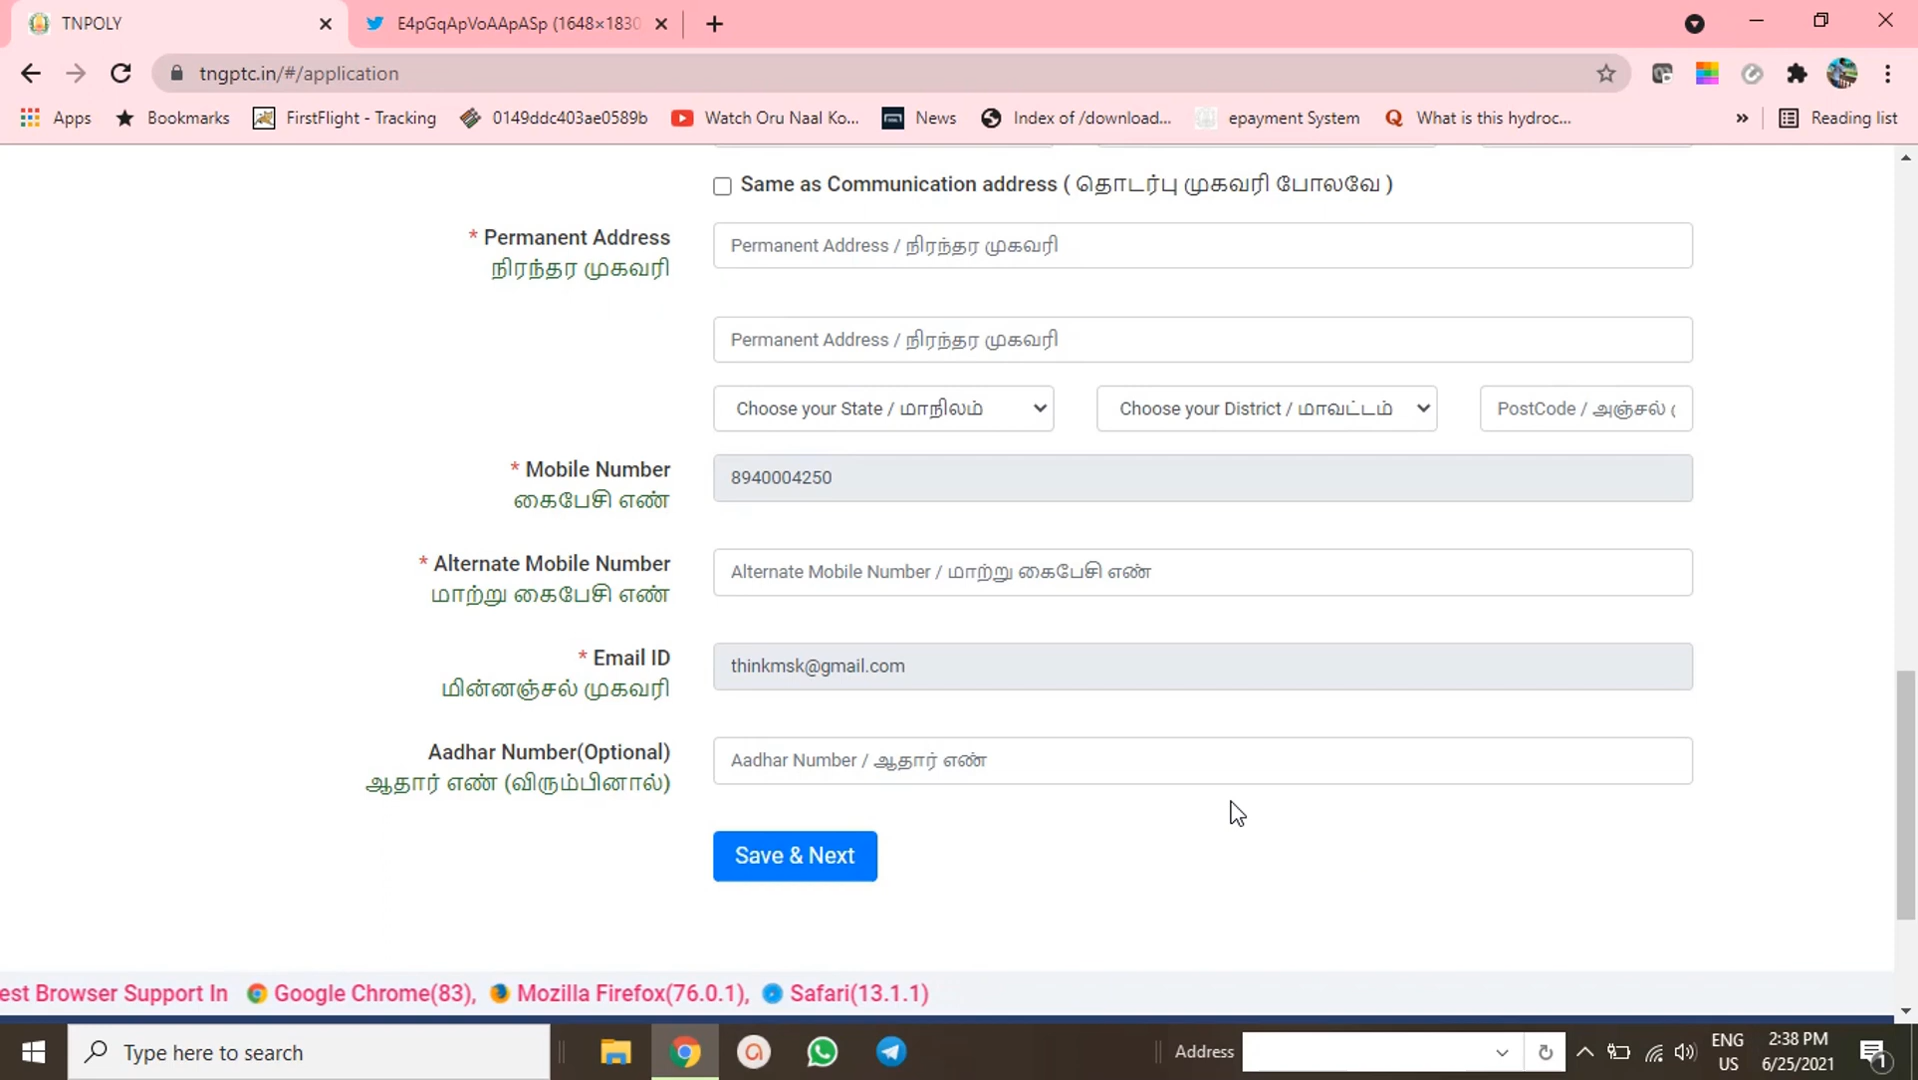 TNPOLY
E4pGqApVoAApASp (1648×1830
tngptc.in/#/application
Apps
Bookmarks
FirstFlight - Tracking
0149ddc403ae0589b
Watch Oru Naal Ko...
News
Index of /download...
epayment System
What is this hydroc...
»
Reading list
Same as Communication address ( தொடர்பு முகவரி போலவே )
* Permanent Address
நிரந்தர முகவரி
Permanent Address / நிரந்தர முகவரி
Permanent Address / நிரந்தர முகவரி
Choose your State / மாநிலம்
Choose your District / மாவட்டம்
PostCode / அஞ்சல்
* Mobile Number
கைபேசி எண்
8940004250
* Alternate Mobile Number
மாற்று கைபேசி எண்
Alternate Mobile Number / மாற்று கைபேசி எண்
* Email ID
மின்னஞ்சல் முகவரி
thinkmsk@gmail.com
Aadhar Number(Optional)
ஆதார் எண் (விரும்பினால்)
Aadhar Number / ஆதார் எண்
Save & Next
est Browser Support In Google Chrome(83), Mozilla Firefox(76.0.1), Safari(13.1.1)
Type here to search
Address
ENG
US
2:38 PM
6/25/2021
1